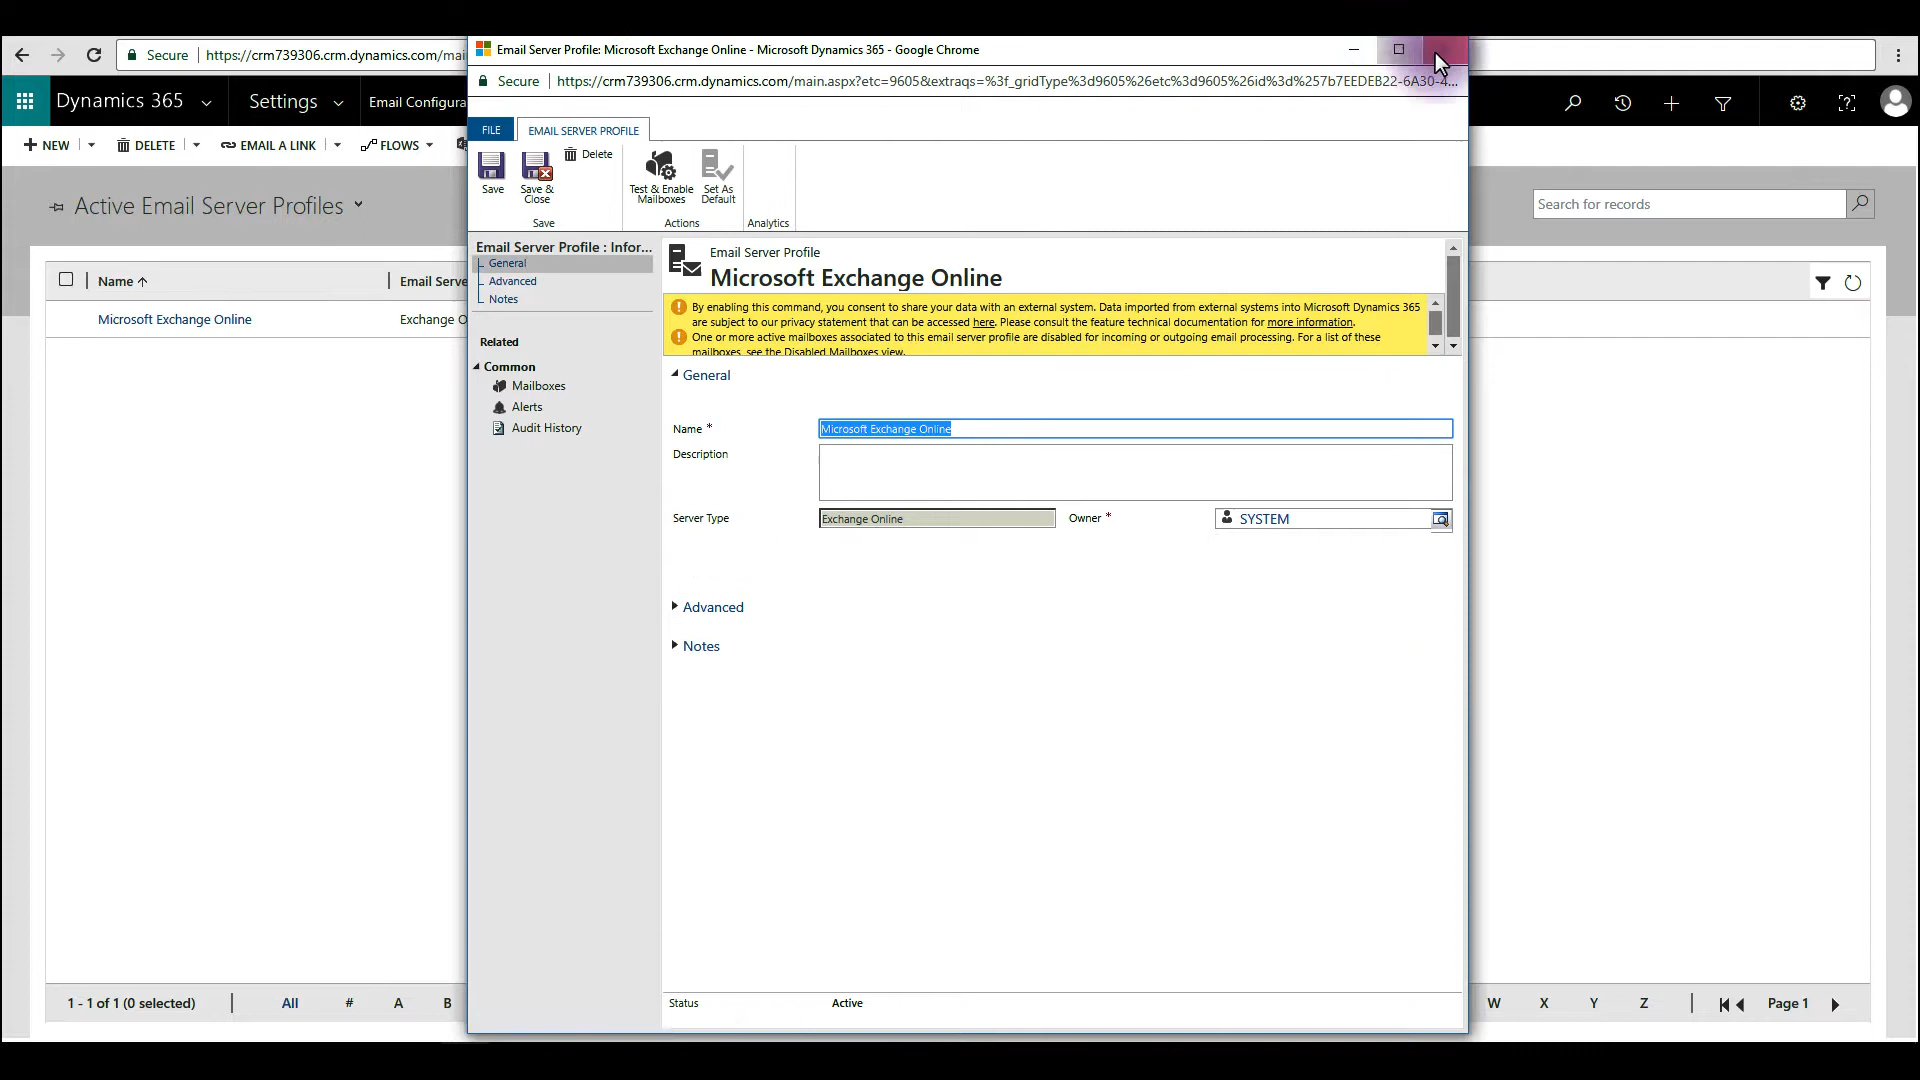 Secure
https://crm739306.crm.dynamics.com/ma
Dynamics 365
Settings
Email Configura
NEW
DELETE
EMAIL A LINK
FLOWS
Active Email Server Profiles
Name
Email Serve
Microsoft Exchange Online
Exchange O
1 - 1 of 1 (0 selected)
All
#
A
B
Email Server Profile: Microsoft Exchange Online - Microsoft Dynamics 365 - Google Chrome
Secure
https://crm739306.crm.dynamics.com/main.aspx?etc=9605&extraqs=%3f_gridType%3d9605%26etc%3d9605%26id%3d%257b7EEDEB22-6A30-4...
FILE
EMAIL SERVER PROFILE
Save
Save &
Close
Delete
Save
Test & Enable
Mailboxes
Set As
Default
Actions
Analytics
Email Server Profile : Infor...
General
Advanced
Notes
Related
Common
Mailboxes
Alerts
Audit History
Email Server Profile
Microsoft Exchange Online
By enabling this command, you consent to share your data with an external system. Data imported from external systems into Microsoft Dynamics 365
are subject to our privacy statement that can be accessed here. Please consult the feature technical documentation for more information.
One or more active mailboxes associated to this email server profile are disabled for incoming or outgoing email processing. For a list of these
mailboxes, see the Disabled Mailboxes view.
General
Name *
Microsoft Exchange Online
Description
Server Type
Exchange Online
Owner *
SYSTEM
Advanced
Notes
Status
Active
Search for records
W
X
Y
Z
Page 1